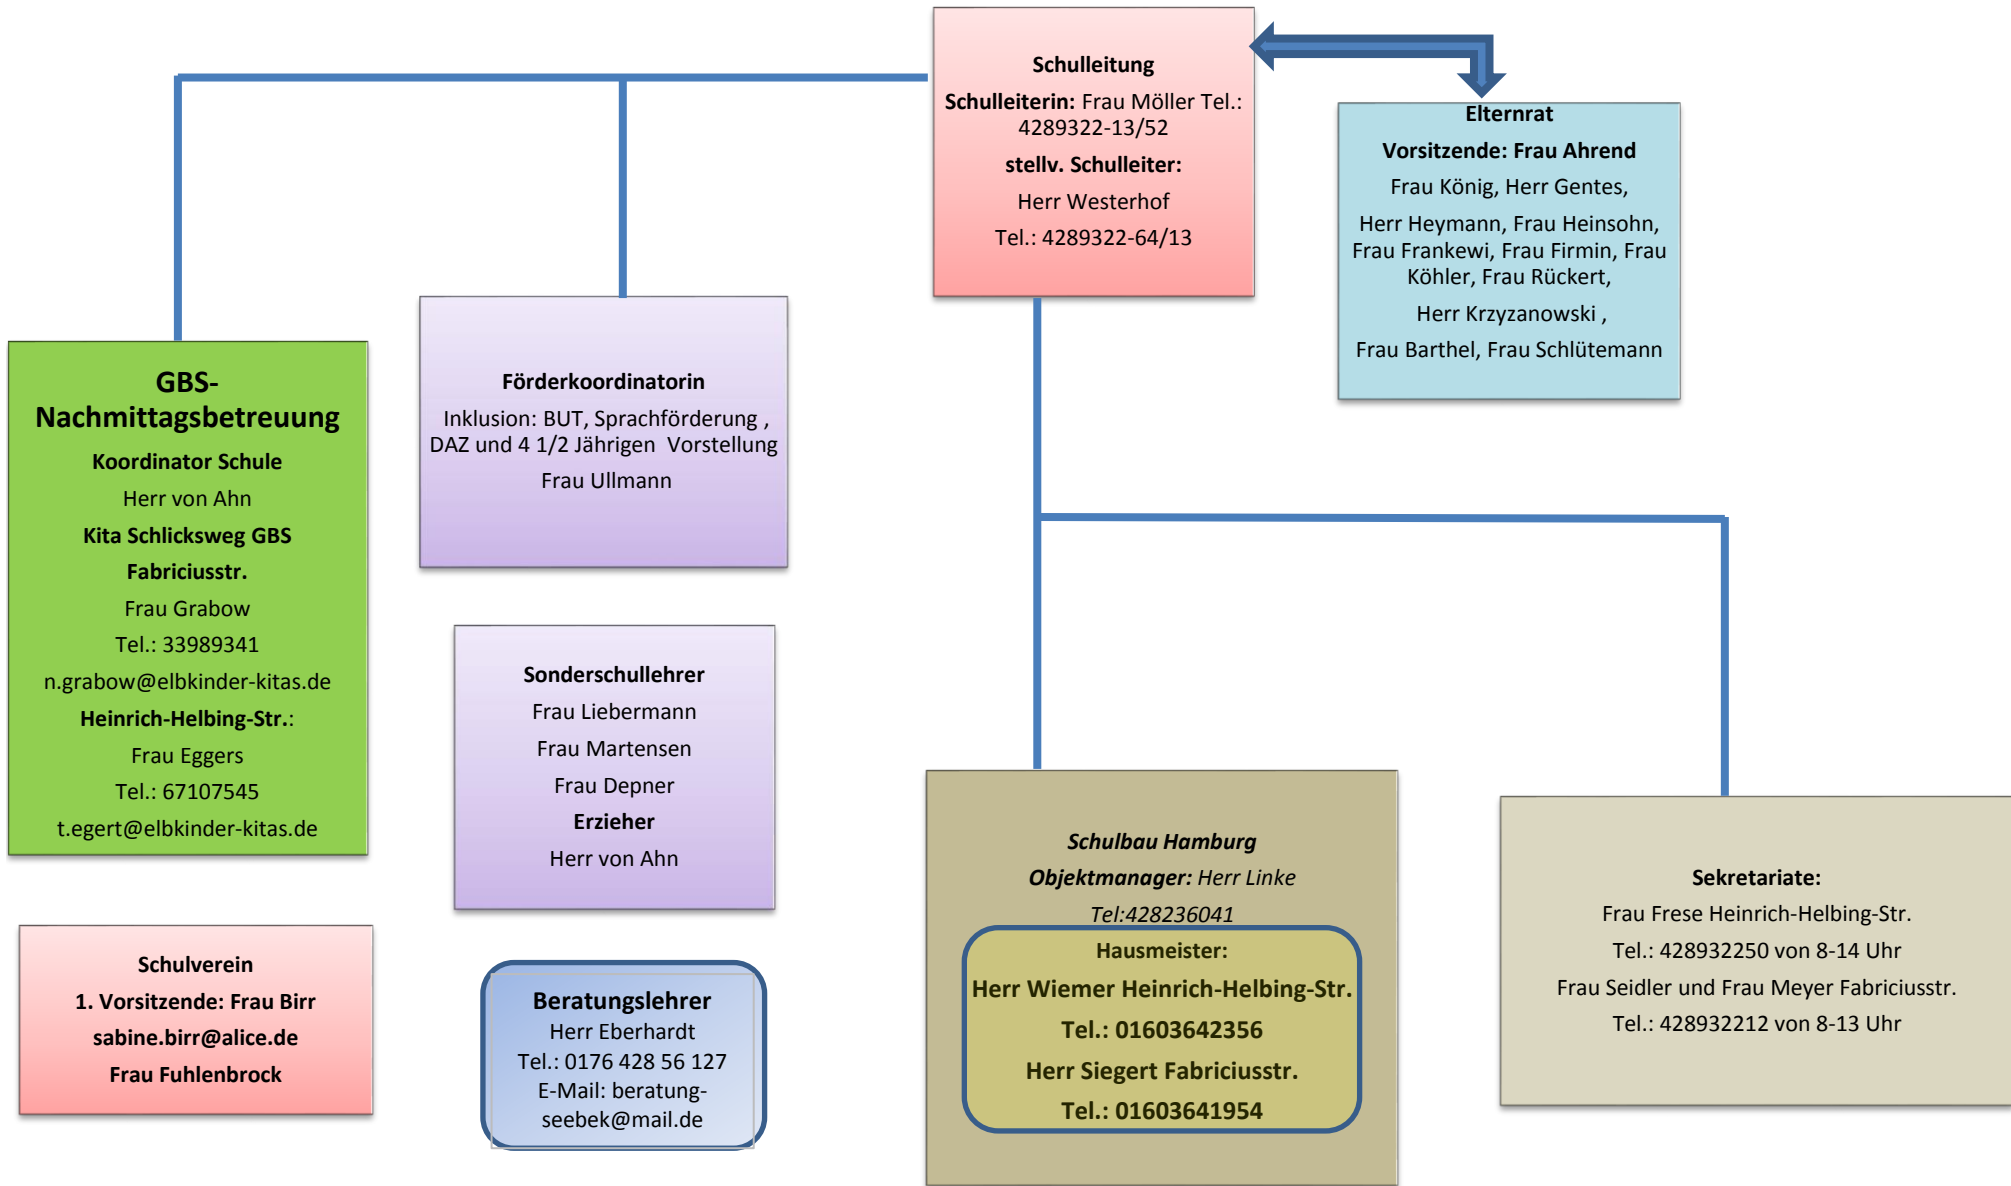 Schulleitung
Schulleiterin: Frau Möller Tel.:
4289322-13/52
stellv. Schulleiter:
Herr Westerhof
Tel.: 4289322-64/13
Elternrat
Vorsitzende: Frau Ahrend
Frau König, Herr Gentes,
Herr Heymann, Frau Heinsohn,
Frau Frankewi, Frau Firmin, Frau
Köhler, Frau Rückert,
Herr Krzyzanowski ,
Frau Barthel, Frau Schlütemann
GBS-
Nachmittagsbetreuung
Koordinator Schule
Herr von Ahn
Kita Schlicksweg GBS
Fabriciusstr.
Frau Grabow
Tel.: 33989341
n.grabow@elbkinder-kitas.de
Heinrich-Helbing-Str.:
Frau Eggers
Tel.: 67107545
t.egert@elbkinder-kitas.de
Förderkoordinatorin
Inklusion: BUT, Sprachförderung ,
DAZ und 4 1/2 Jährigen Vorstellung
Frau Ullmann
Sonderschullehrer
Frau Liebermann
Frau Martensen
Frau Depner
Erzieher
Herr von Ahn
Schulverein
1. Vorsitzende: Frau Birr
sabine.birr@alice.de
Frau Fuhlenbrock
Beratungslehrer
Herr Eberhardt
Tel.: 0176 428 56 127
E-Mail: beratung-
seebek@mail.de
Schulbau Hamburg
Objektmanager: Herr Linke
Tel:428236041
Hausmeister:
Herr Wiemer Heinrich-Helbing-Str.
Tel.: 01603642356
Herr Siegert Fabriciusstr.
Tel.: 01603641954
Sekretariate:
Frau Frese Heinrich-Helbing-Str.
Tel.: 428932250 von 8-14 Uhr
Frau Seidler und Frau Meyer Fabriciusstr.
Tel.: 428932212 von 8-13 Uhr